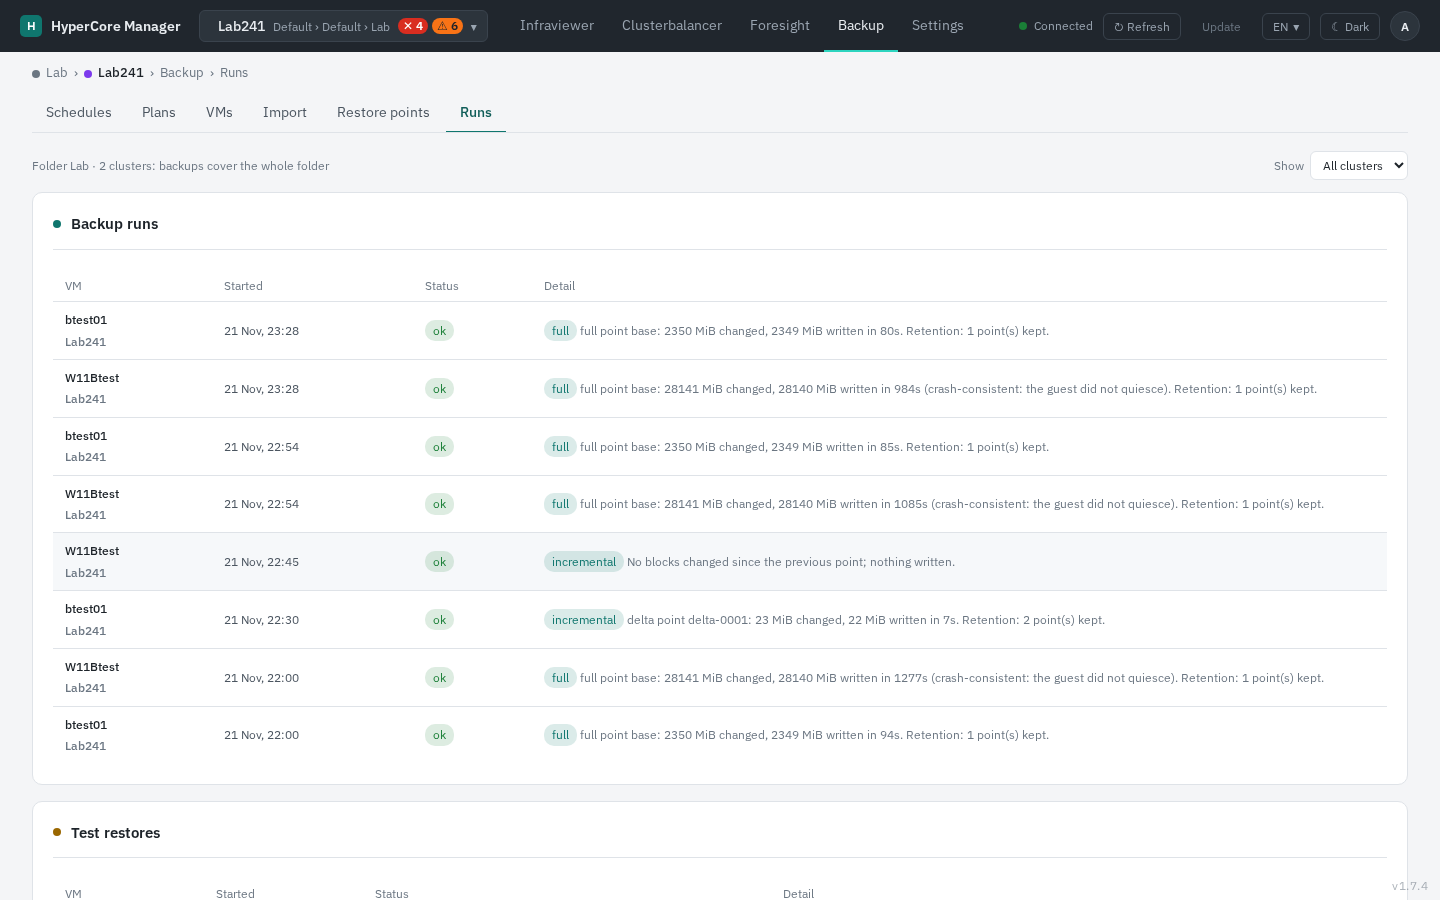 H HyperCore Manager Lab241 Default › Default › Lab ✕ 4 ⚠ 6 ▾ Infraviewer Clusterbalancer Foresight Backup Settings Connected ↻ Refresh Update EN ▾ ☾ Dark A
Lab › Lab241 › Backup › Runs
Schedules Plans VMs Import Restore points Runs
Folder Lab · 2 clusters: backups cover the whole folder Show All clusters
Backup runs
VM Started Status Detail
btest01
Lab241
21 Nov, 23:28 ok full full point base: 2350 MiB changed, 2349 MiB written in 80s. Retention: 1 point(s) kept.
W11Btest
Lab241
21 Nov, 23:28 ok full full point base: 28141 MiB changed, 28140 MiB written in 984s (crash-consistent: the guest did not quiesce). Retention: 1 point(s) kept.
btest01
Lab241
21 Nov, 22:54 ok full full point base: 2350 MiB changed, 2349 MiB written in 85s. Retention: 1 point(s) kept.
W11Btest
Lab241
21 Nov, 22:54 ok full full point base: 28141 MiB changed, 28140 MiB written in 1085s (crash-consistent: the guest did not quiesce). Retention: 1 point(s) kept.
W11Btest
Lab241
21 Nov, 22:45 ok incremental No blocks changed since the previous point; nothing written.
btest01
Lab241
21 Nov, 22:30 ok incremental delta point delta-0001: 23 MiB changed, 22 MiB written in 7s. Retention: 2 point(s) kept.
W11Btest
Lab241
21 Nov, 22:00 ok full full point base: 28141 MiB changed, 28140 MiB written in 1277s (crash-consistent: the guest did not quiesce). Retention: 1 point(s) kept.
btest01
Lab241
21 Nov, 22:00 ok full full point base: 2350 MiB changed, 2349 MiB written in 94s. Retention: 1 point(s) kept.
Test restores
VM Started Status Detail
v1.7.4